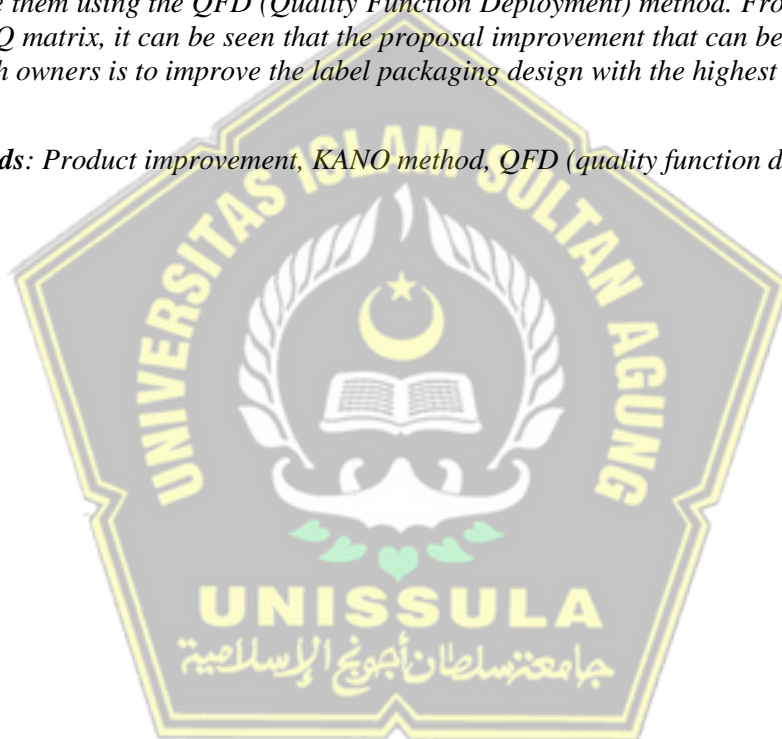 e them using the QFD (Quality Function Deployment) method. Fro
Q matrix, it can be seen that the proposal improvement that can be
h owners is to improve the label packaging design with the highest
ds: Product improvement, KANO method, QFD (quality function d
UNIVERSITAS ISLAM SULTAN AGUNG
UNISSULA
جامعة سلطان أجونج الإسلامية